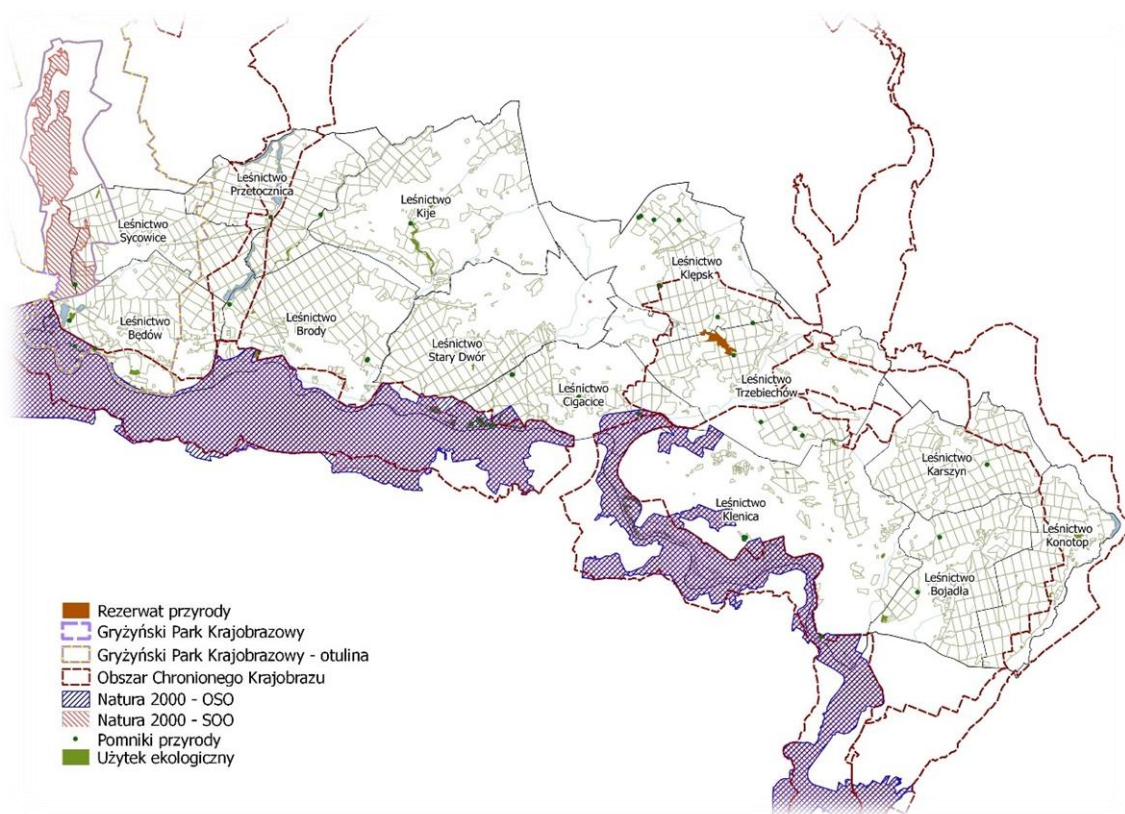 Leśnictwo
Przetocznica
Leśnictwo
Kije
Leśnictwo
Sycowice
Leśnictwo
Klępsk
Leśnictwo
Będów
Leśnictwo
Brody
Leśnictwo
Stary Dwór
Leśnictwo
Cigacice
Leśnictwo
Trzebiechów
Leśnictwo
Karszyn
Leśnictwo
Klenica
Leśnictwo
Konotop
Leśnictwo
Bojadła
Rezerwat przyrody
Gryżyński Park Krajobrazowy
Gryżyński Park Krajobrazowy - otulina
Obszar Chronionego Krajobrazu
Natura 2000 - OSO
Natura 2000 - SOO
Pomniki przyrody
Użytek ekologiczny